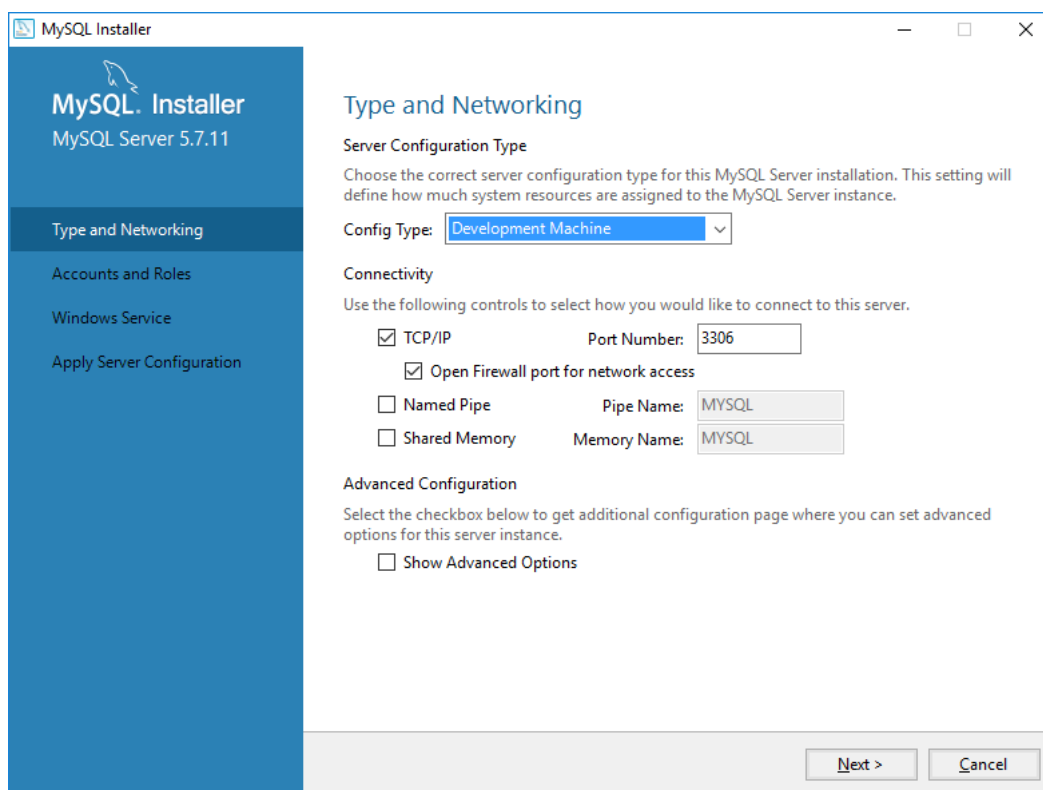 MySQL Installer
MySQL. Installer
MySQL Server 5.7.11
Type and Networking
Accounts and Roles
Windows Service
Apply Server Configuration
Type and Networking
Server Configuration Type
Choose the correct server configuration type for this MySQL Server installation. This setting will
define how much system resources are assigned to the MySQL Server instance.
Config Type: Development Machine
Connectivity
Use the following controls to select how you would like to connect to this server.
TCP/IP Port Number: 3306
Open Firewall port for network access
Named Pipe Pipe Name: MYSQL
Shared Memory Memory Name: MYSQL
Advanced Configuration
Select the checkbox below to get additional configuration page where you can set advanced
options for this server instance.
Show Advanced Options
Next > Cancel